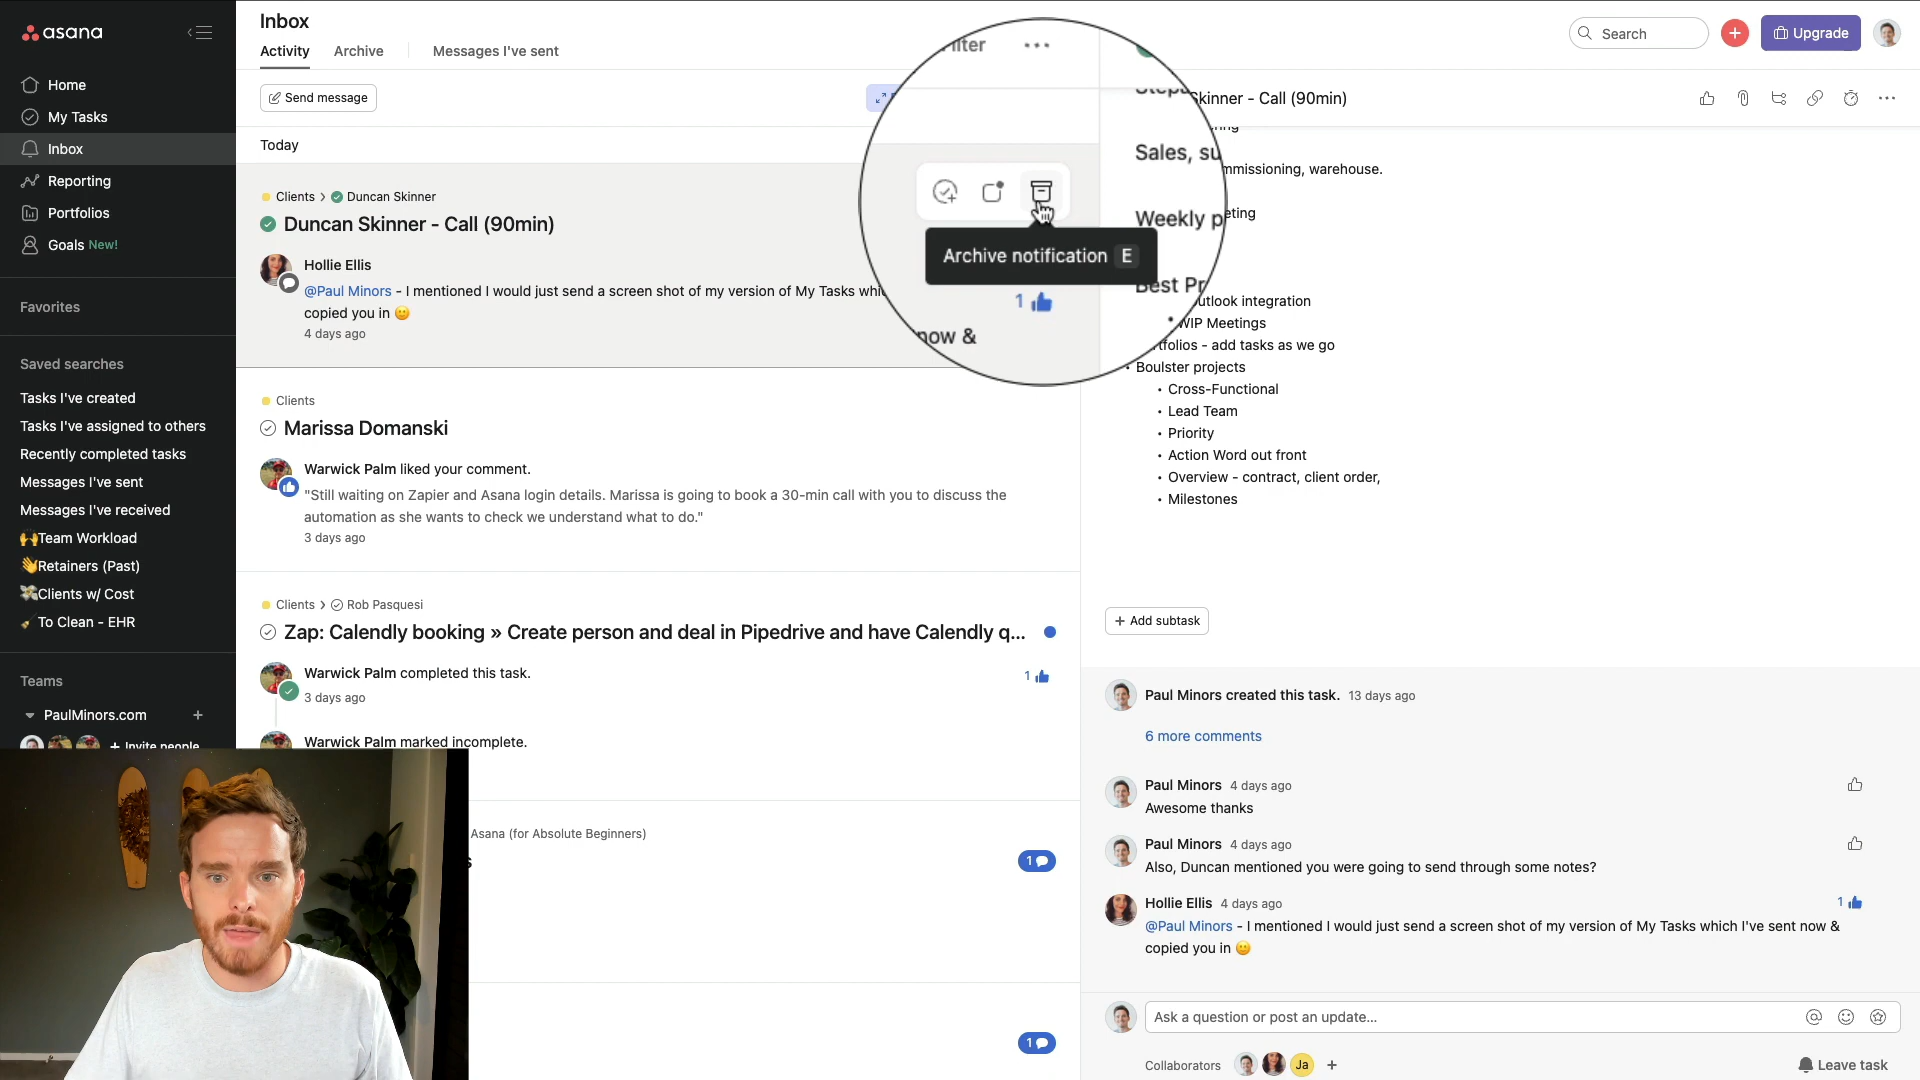 asana
Home
My Tasks
Inbox
Reporting
Portfolios
Goals New!
Favorites
Saved searches
Tasks I've created
Tasks I've assigned to others
Recently completed tasks
Messages I've sent
Messages I've received
🙌Team Workload
👋Retainers (Past)
💸Clients w/ Cost
🧹To Clean - EHR
Teams
PaulMinors.com +
+ Invite people
Inbox
Activity Archive Messages I've sent
Send message
Today
Clients > Duncan Skinner
Duncan Skinner - Call (90min)
Hollie Ellis
@Paul Minors - I mentioned I would just send a screen shot of my version of My Tasks
copied you in 🙂
4 days ago
Clients
Marissa Domanski
Warwick Palm liked your comment.
"Still waiting on Zapier and Asana login details. Marissa is going to book a 30-min call with you to discuss the
automation as she wants to check we understand what to do."
3 days ago
Clients > Rob Pasquesi
Zap: Calendly booking » Create person and deal in Pipedrive and have Calendly q...
Warwick Palm completed this task.
1
3 days ago
Warwick Palm marked incomplete.
Asana (for Absolute Beginners)
1
1
Archive notification E
1
now &
Sales, su
Weekly p
Best Pr
Search
+
Upgrade
Skinner - Call (90min)
mmissioning, warehouse.
eting
utlook integration
WIP Meetings
tfolios - add tasks as we go
• Boulster projects
• Cross-Functional
• Lead Team
• Priority
• Action Word out front
• Overview - contract, client order,
• Milestones
+ Add subtask
Paul Minors created this task. 13 days ago
6 more comments
Paul Minors 4 days ago
Awesome thanks
Paul Minors 4 days ago
Also, Duncan mentioned you were going to send through some notes?
Hollie Ellis 4 days ago
1
@Paul Minors - I mentioned I would just send a screen shot of my version of My Tasks which I've sent now &
copied you in 🙂
Ask a question or post an update...
Collaborators Ja +
Leave task